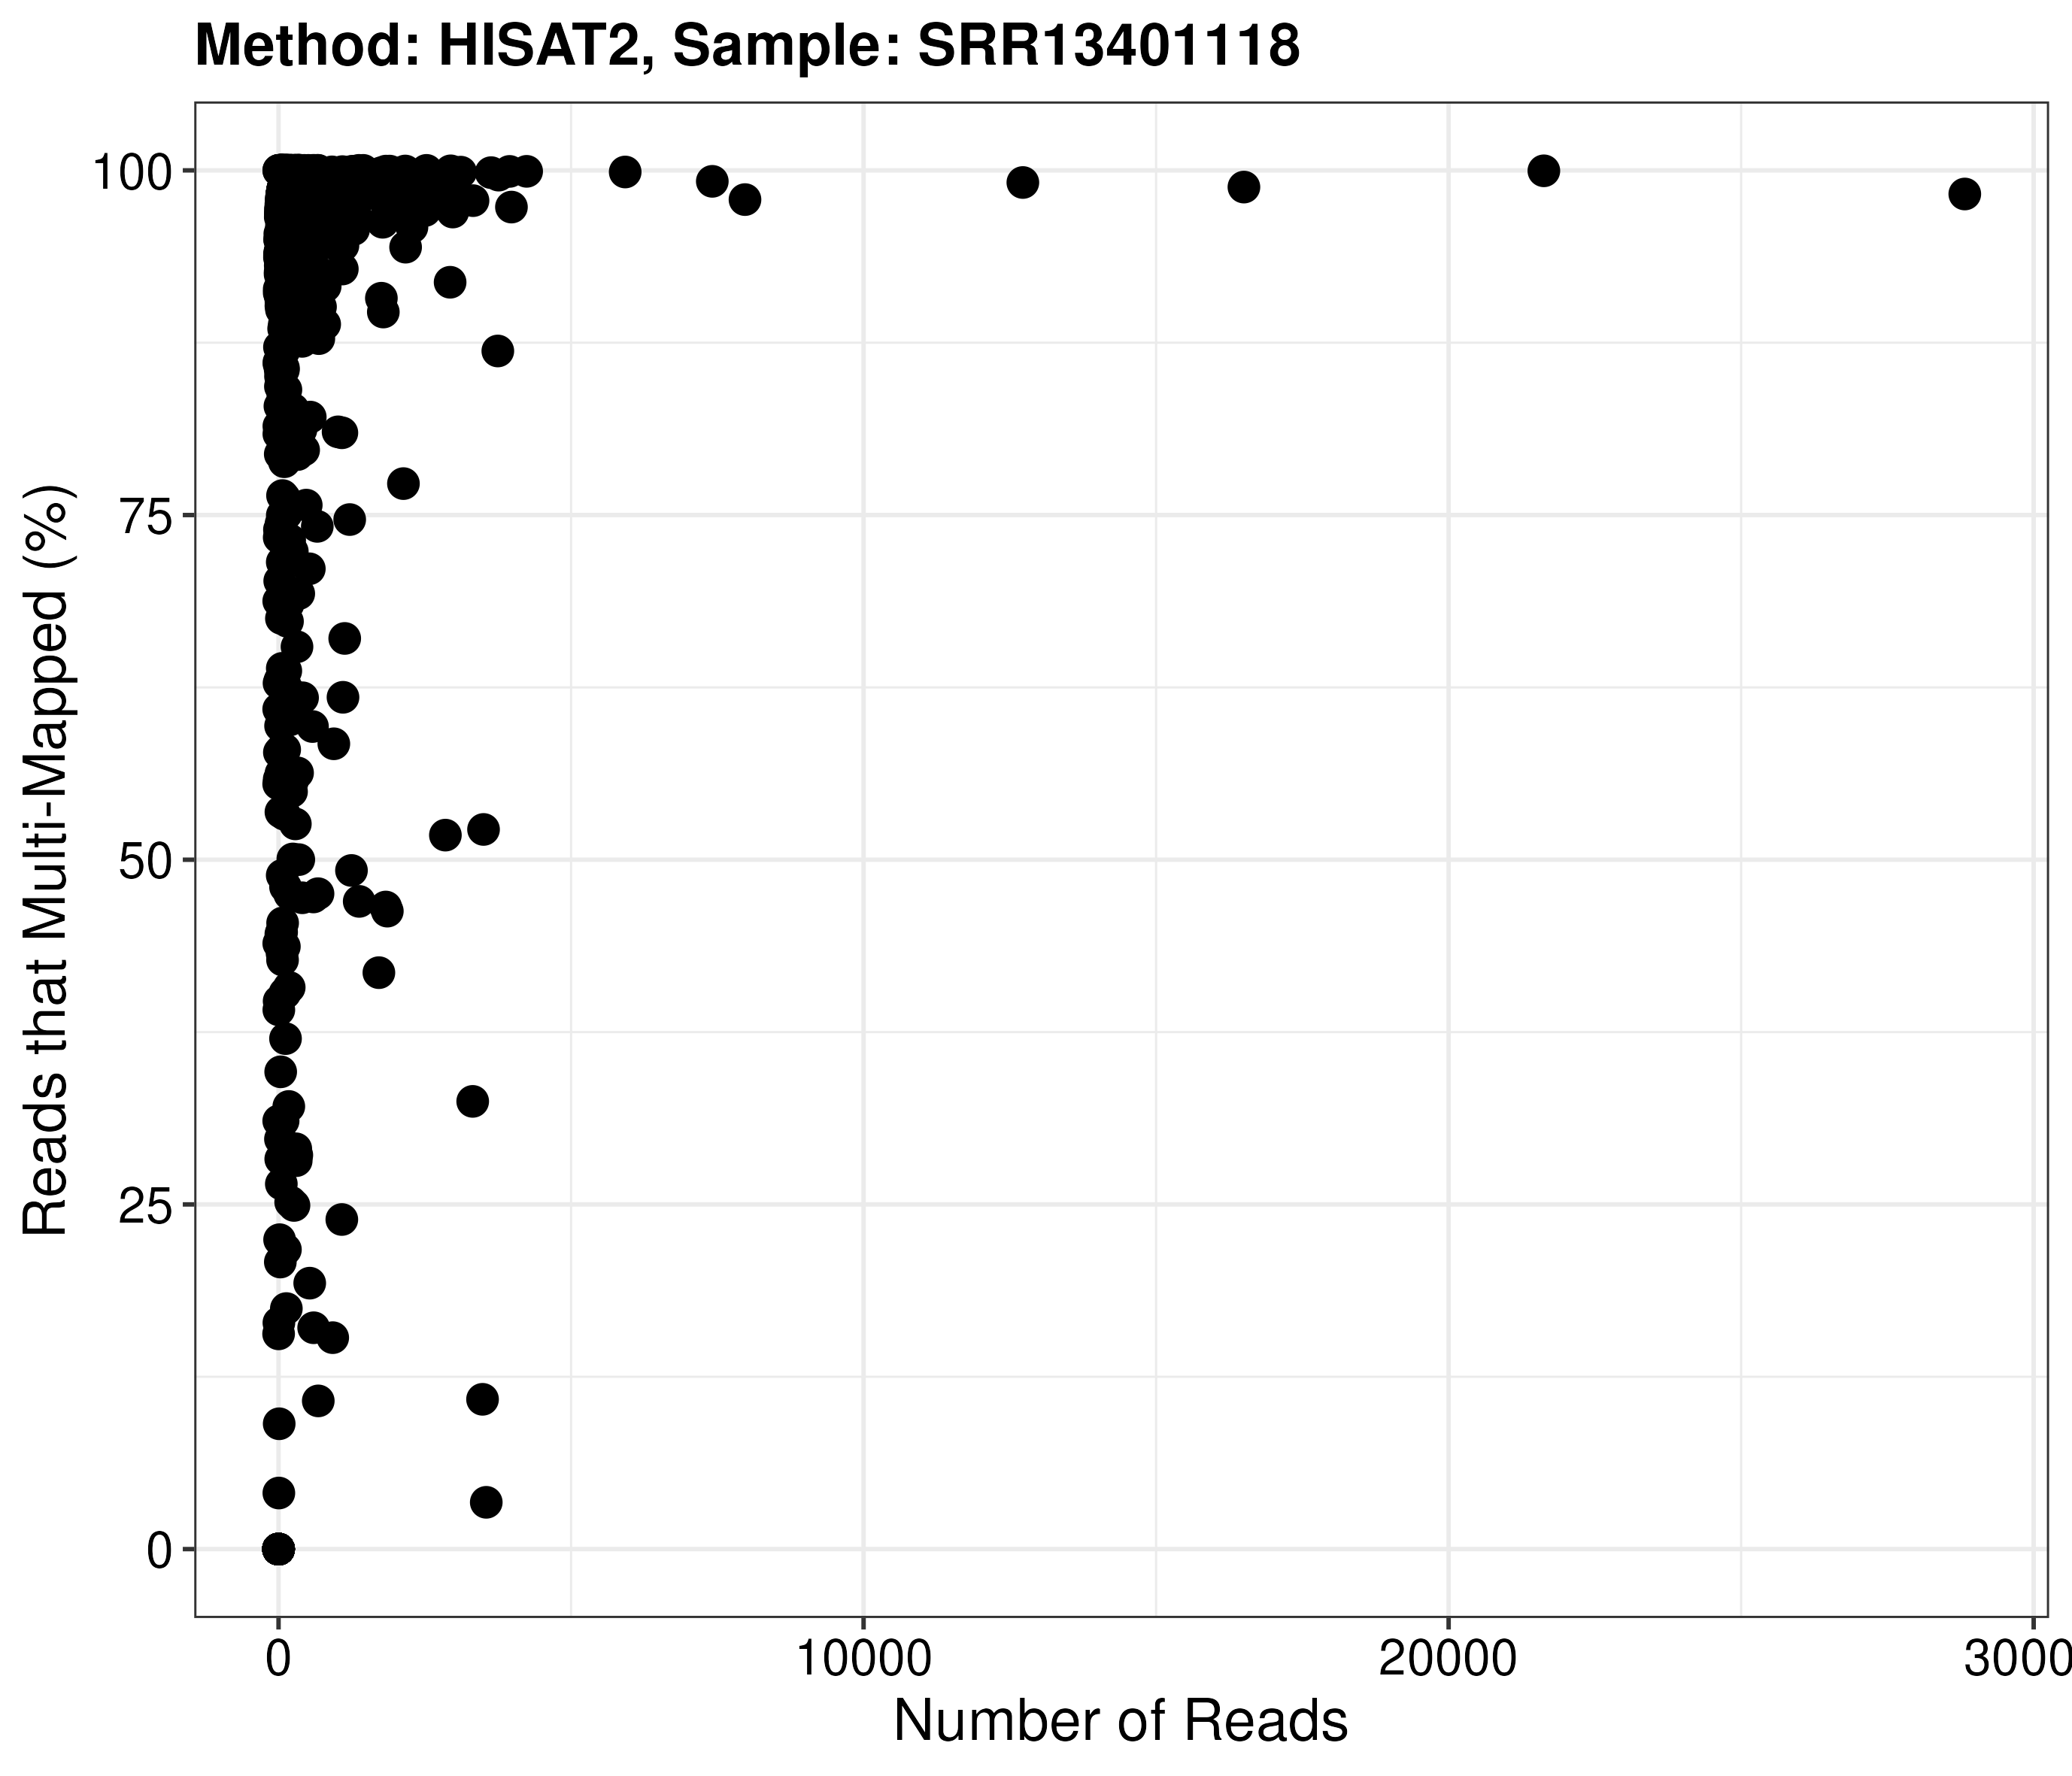 Method: HISAT2, Sample: SRR13401118
Reads that Multi-Mapped (%)
100
75
50
25
0
0 10000 20000 3000
Number of Reads